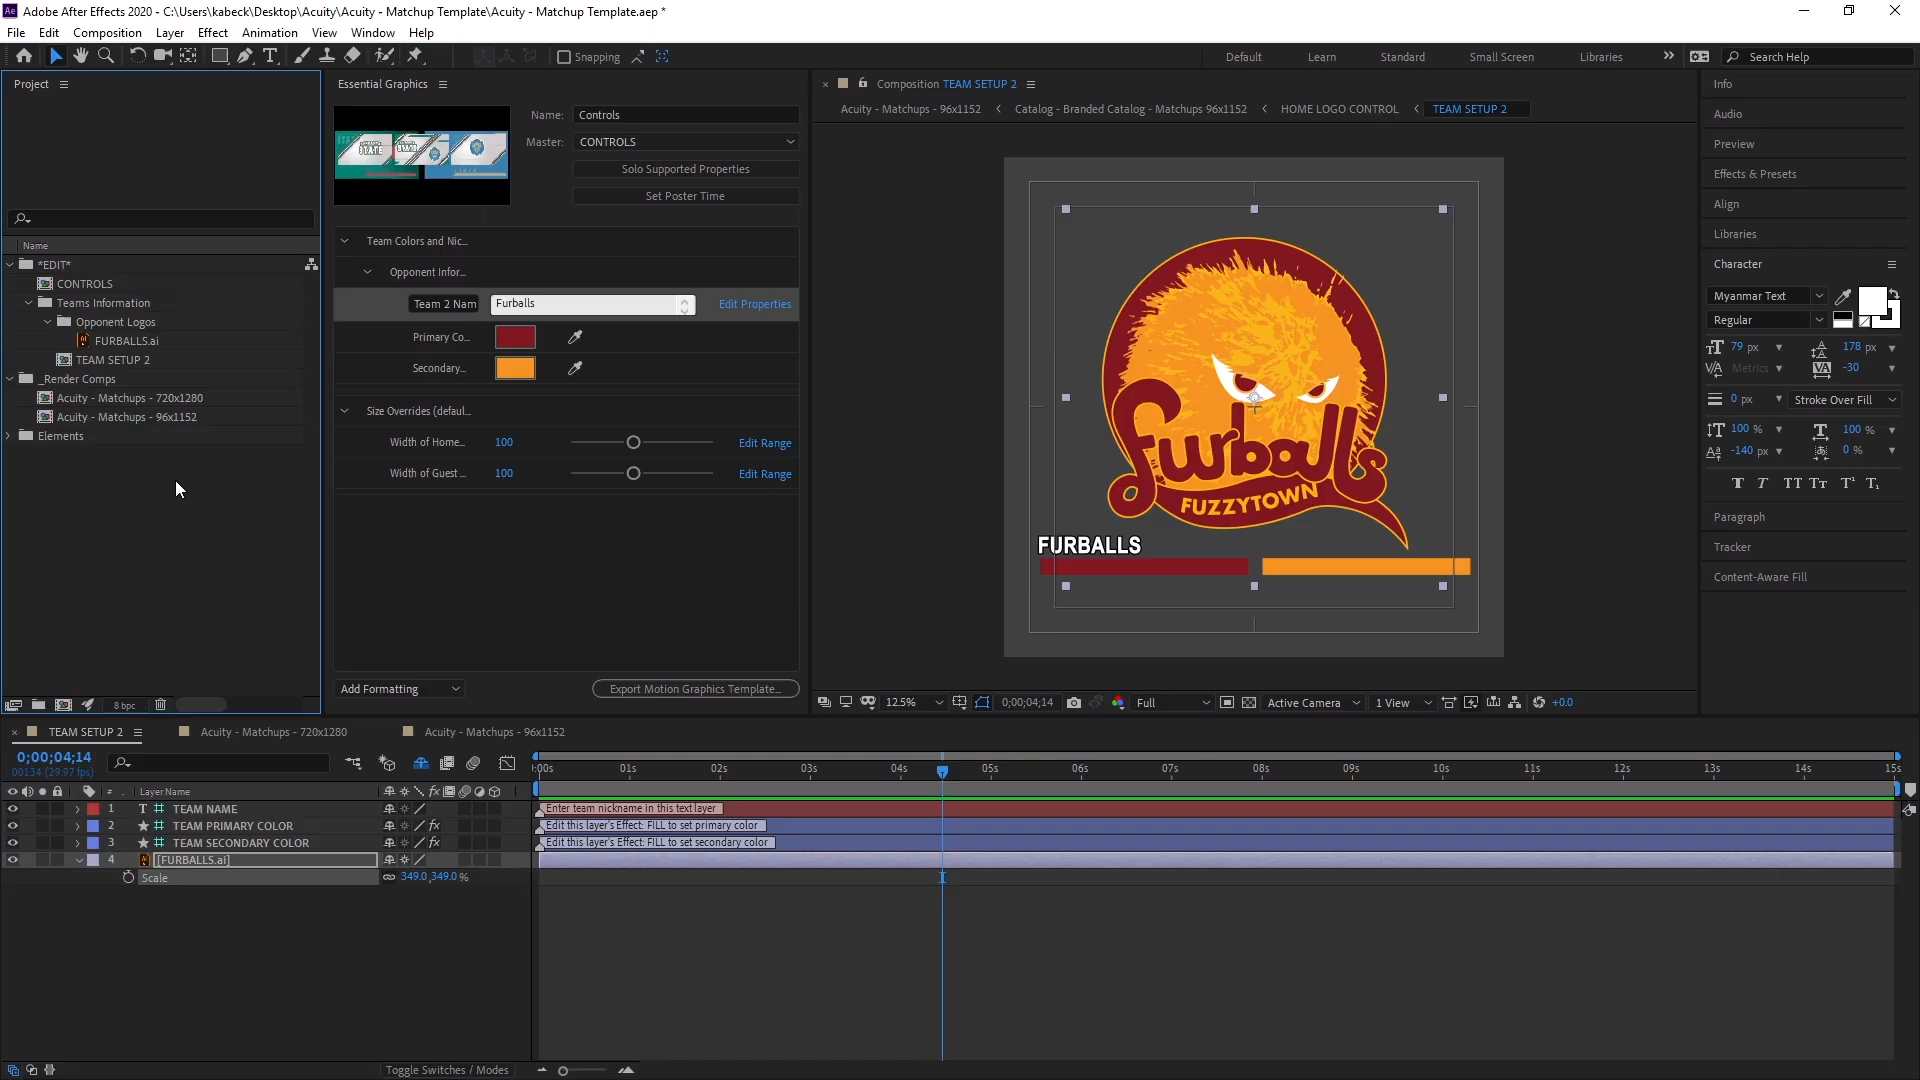 Adobe After Effects 2020 - C:\Users\kabeck\Desktop\Acuity\Acuity - Matchup Template\Acuity - Matchup Template.aep *
File Edit Composition Layer Effect Animation View Window Help
Snapping
Default Learn Standard Small Screen Libraries
Search Help
Project
Name
*EDIT*
CONTROLS
Teams Information
Opponent Logos
FURBALLS.ai
TEAM SETUP 2
_Render Comps
Acuity - Matchups - 720x1280
Acuity - Matchups - 96x1152
Elements
8 bpc
Essential Graphics
Name: Controls
Master: CONTROLS
Solo Supported Properties
Set Poster Time
Team Colors and Nic...
Opponent Infor...
Team 2 Nam Furballs Edit Properties
Primary Co...
Secondary...
Size Overrides (defaul...
Width of Home... 100 Edit Range
Width of Guest ... 100 Edit Range
Add Formatting
Export Motion Graphics Template...
Composition TEAM SETUP 2
Acuity - Matchups - 96x1152 Catalog - Branded Catalog - Matchups 96x1152 HOME LOGO CONTROL TEAM SETUP 2
furballs
FUZZYTOWN
FURBALLS
12.5% 0;00;04;14 Full Active Camera 1 View +0.0
Info
Audio
Preview
Effects & Presets
Align
Libraries
Character
Myanmar Text
Regular
79 px 178 px
Metrics -30
0 px Stroke Over Fill
100 % 100 %
-140 px 0 %
Paragraph
Tracker
Content-Aware Fill
TEAM SETUP 2 Acuity - Matchups - 720x1280 Acuity - Matchups - 96x1152
0;00;04;14
00134 (29.97 fps)
:00s 01s 02s 03s 04s 05s 06s 07s 08s 09s 10s 11s 12s 13s 14s 15s
# Layer Name
1 TEAM NAME Enter team nickname in this text layer
2 TEAM PRIMARY COLOR Edit this layer's Effect: FILL to set primary color
3 TEAM SECONDARY COLOR Edit this layer's Effect: FILL to set secondary color
4 [FURBALLS.ai]
Scale 349.0,349.0 %
Toggle Switches / Modes